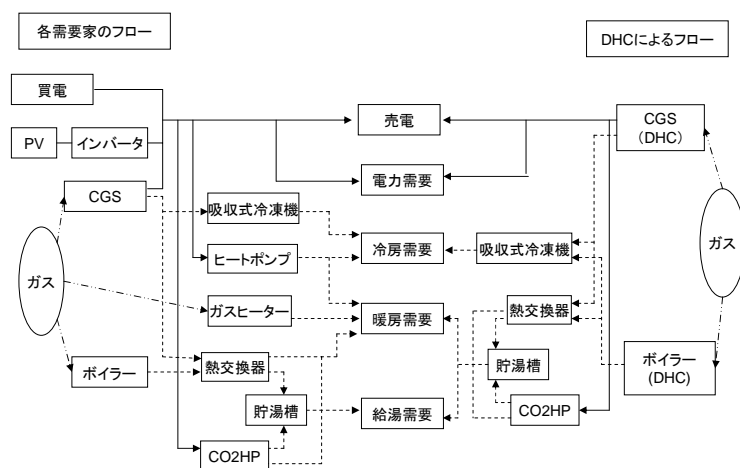 各需要家のフロー
DHCによるフロー
買電
売電
CGS
(DHC)
PV
インバータ
電力需要
CGS
吸収式冷凍機
冷房需要
吸収式冷凍機
ガス
ヒートポンプ
ガス
ガスヒーター
暖房需要
熱交換器
ボイラー
熱交換器
貯湯槽
ボイラー
(DHC)
貯湯槽
給湯需要
CO2HP
CO2HP